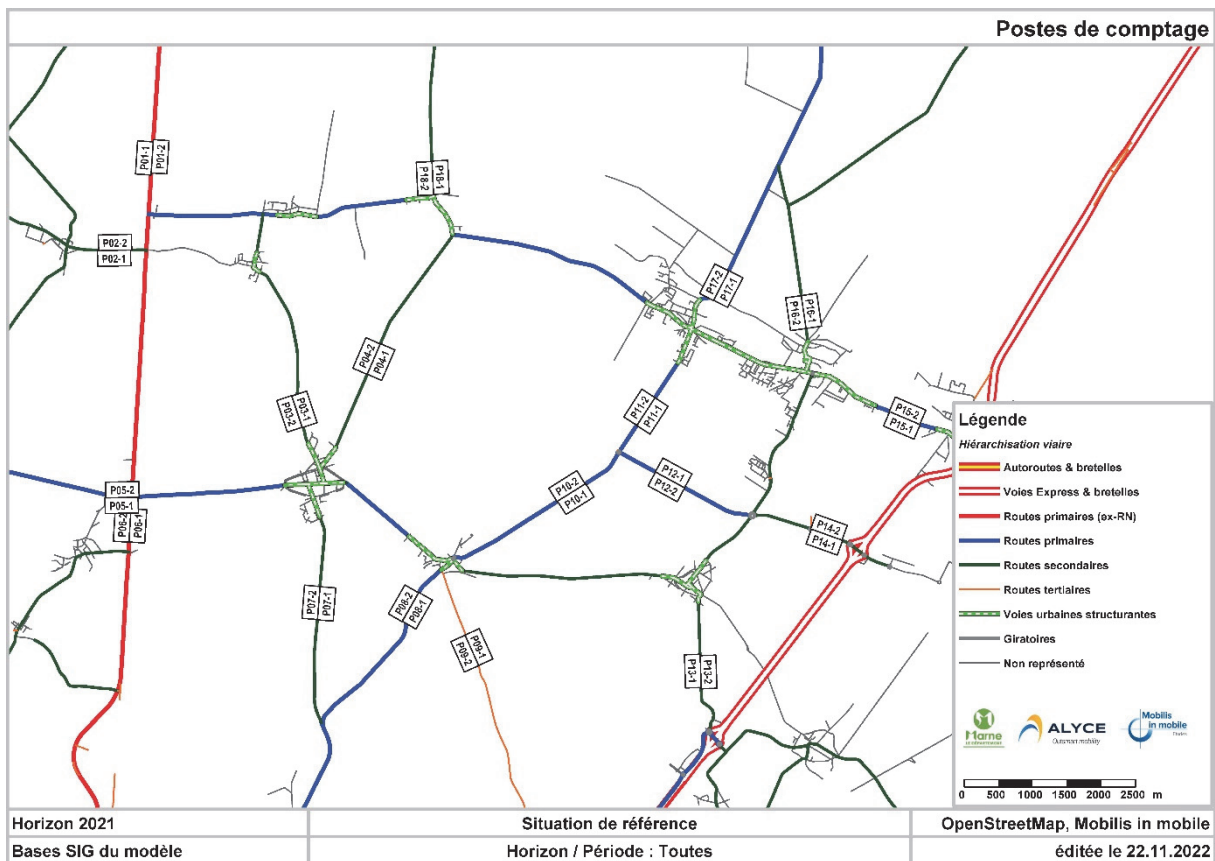 Postes de comptage
P01-1
P01-2
P18-2
P18-1
P02-2
P02-1
P17-2
P17-1
P16-2
P16-1
P04-2
P04-1
P03-2
P03-1
P11-2
P11-1
P15-2
P15-1
P05-2
P05-1
P06-2
P06-1
P10-2
P10-1
P12-1
P12-2
P14-2
P14-1
P07-2
P07-1
P08-2
P08-1
P09-2
P09-1
P13-1
P13-2
Légende
Hiérarchisation viaire
Autoroutes & bretelles
Voies Express & bretelles
Routes primaires (ex-RN)
Routes primaires
Routes secondaires
Routes tertiaires
Voies urbaines structurantes
Giratoires
Non représenté
Marne
ALYCE
Outsmart mobility
Mobilis
in mobile
Etudes
0 500 1000 1500 2000 2500 m
Horizon 2021
Situation de référence
OpenStreetMap, Mobilis in mobile
Bases SIG du modèle
Horizon / Période : Toutes
éditée le 22.11.2022